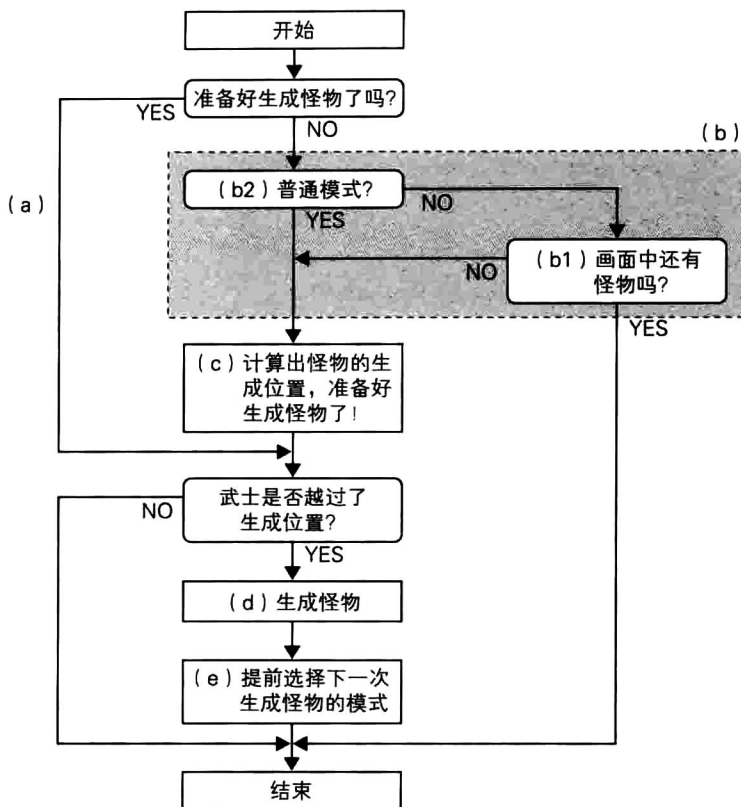 开始
准备好生成怪物了吗?
YES
NO
(b)
(a)
(b2)普通模式?
NO
YES
(b1)画面中还有
怪物吗?
NO
YES
(c)计算出怪物的生
成位置，准备好
生成怪物了!
武士是否越过了
生成位置?
NO
YES
(d)生成怪物
(e)提前选择下一次
生成怪物的模式
结束